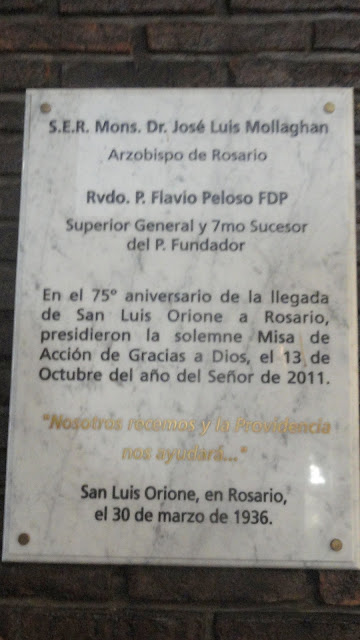 S.E.R. Mons. Dr. José Luis Mollaghan
Arzobispo de Rosario
Rvdo. P. Flavio Peloso FDP
Superior General y 7mo Sucesor
del P. Fundador
En el 75° aniversario de la llegada
de San Luis Orione a Rosario,
presidieron la solemne Misa de
Acción de Gracias a Dios, el 13 de
Octubre del año del Señor de 2011.
"Nosotros recemos y la Providencia
nos ayudará..."
San Luis Orione, en Rosario,
el 30 de marzo de 1936.